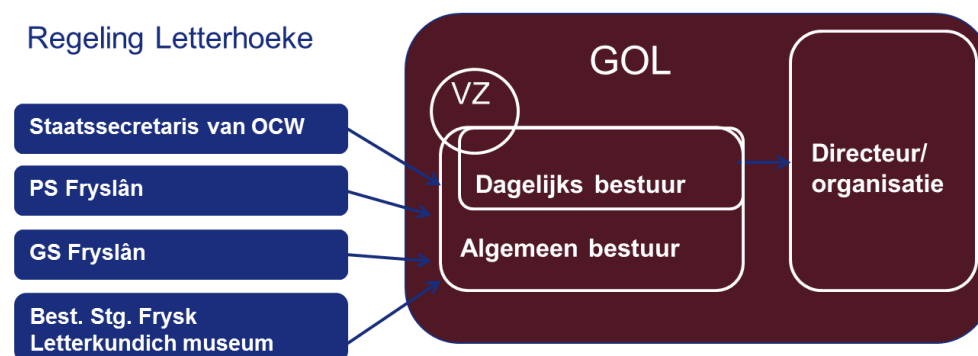 Regeling Letterhoeke
GOL
VZ
Staatssecretaris van OCW
PS Fryslân
GS Fryslân
Best. Stg. Frysk
Letterkundich museum
Dagelijks bestuur
Algemeen bestuur
Directeur/
organisatie